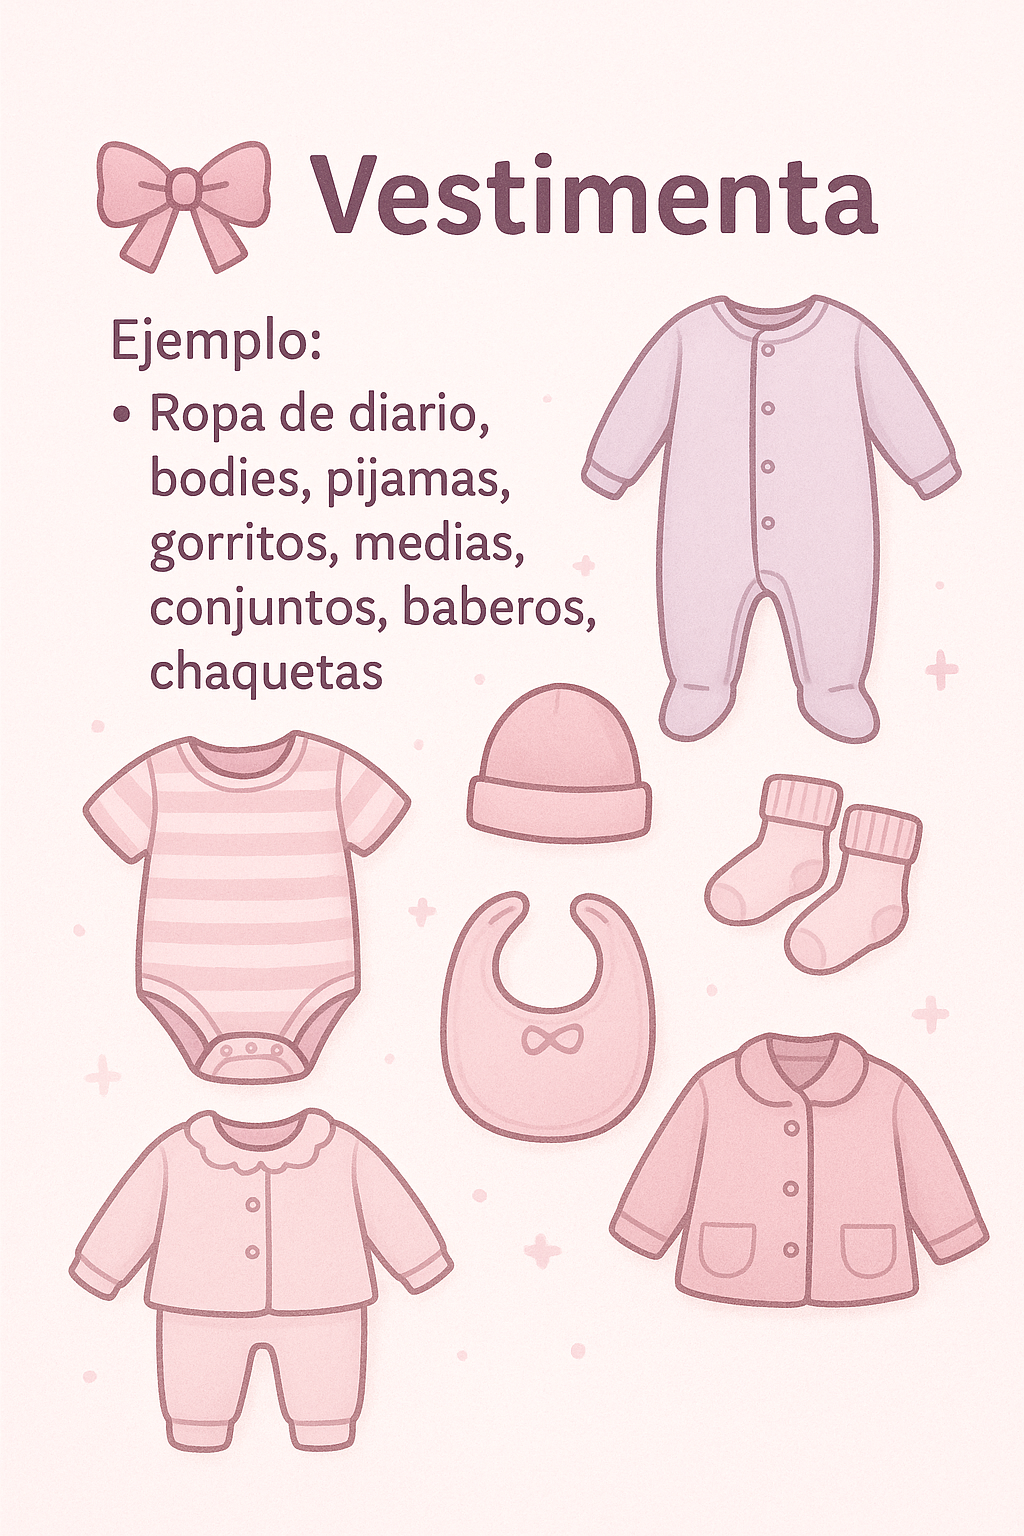 Vestimenta
Ejemplo:
• Ropa de diario,
bodies, pijamas,
gorritos, medias,
conjuntos, baberos,
chaquetas